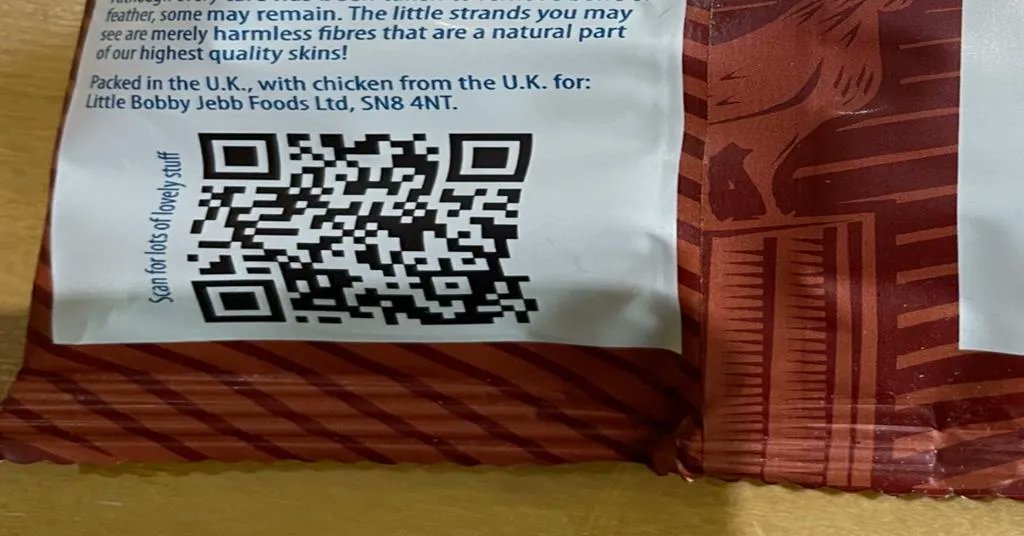 feather, some may remain. The little strands you may
see are merely harmless fibres that are a natural part
of our highest quality skins!
Packed in the U.K., with chicken from the U.K. for:
Little Bobby Jebb Foods Ltd, SN8 4NT.
Scan for lots of lovely stuff